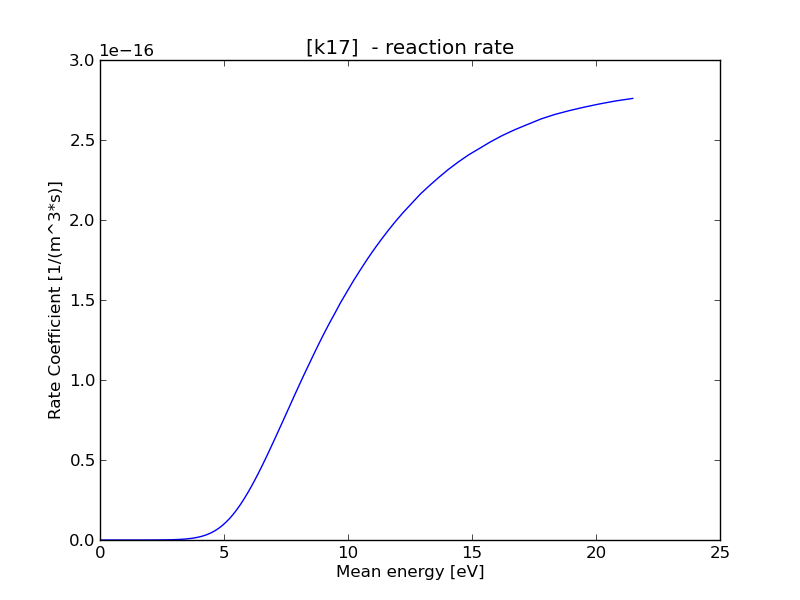 [k17]  - reaction rate
1e−16
3.0
2.5
2.0
1.5
1.0
0.5
0.0
Rate Coefficient [1/(m^3*s)]
0 5 10 15 20 25
Mean energy [eV]